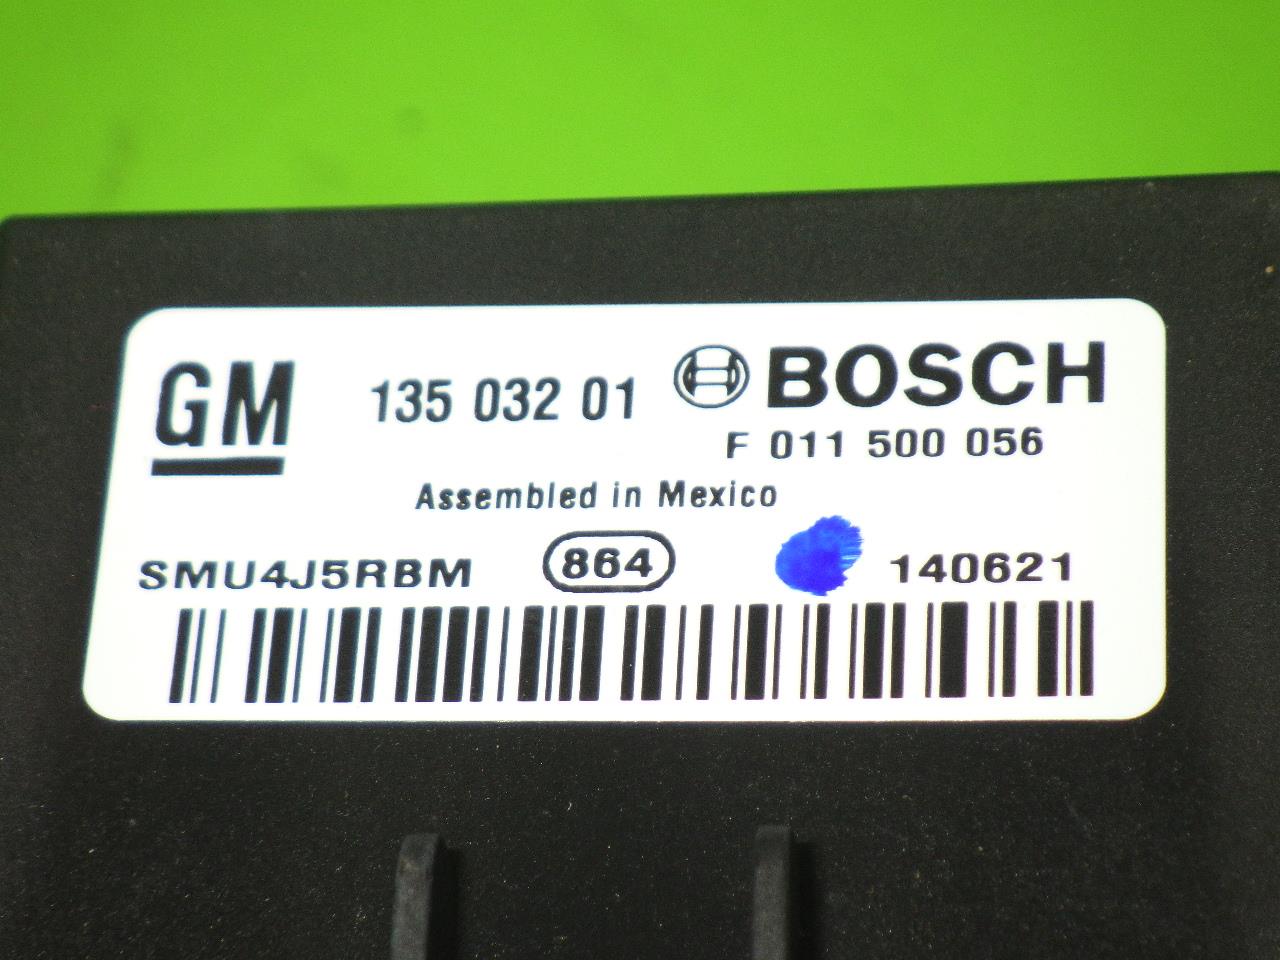 GM 135 032 01 BOSCH
F 011 500 056
Assembled in Mexico
SMU4J5RBM 864 140621